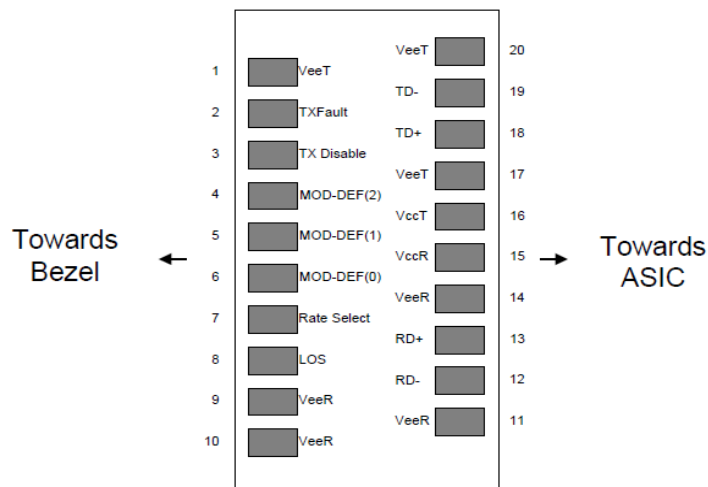 VeeT 20
1 VeeT
TD- 19
2 TXFault
TD+ 18
3 TX Disable
VeeT 17
4 MOD-DEF(2)
VccT 16
5 MOD-DEF(1)
Towards
Bezel
VccR 15
Towards
ASIC
6 MOD-DEF(0)
VeeR 14
7 Rate Select
RD+ 13
8 LOS
RD- 12
9 VeeR
VeeR 11
10 VeeR